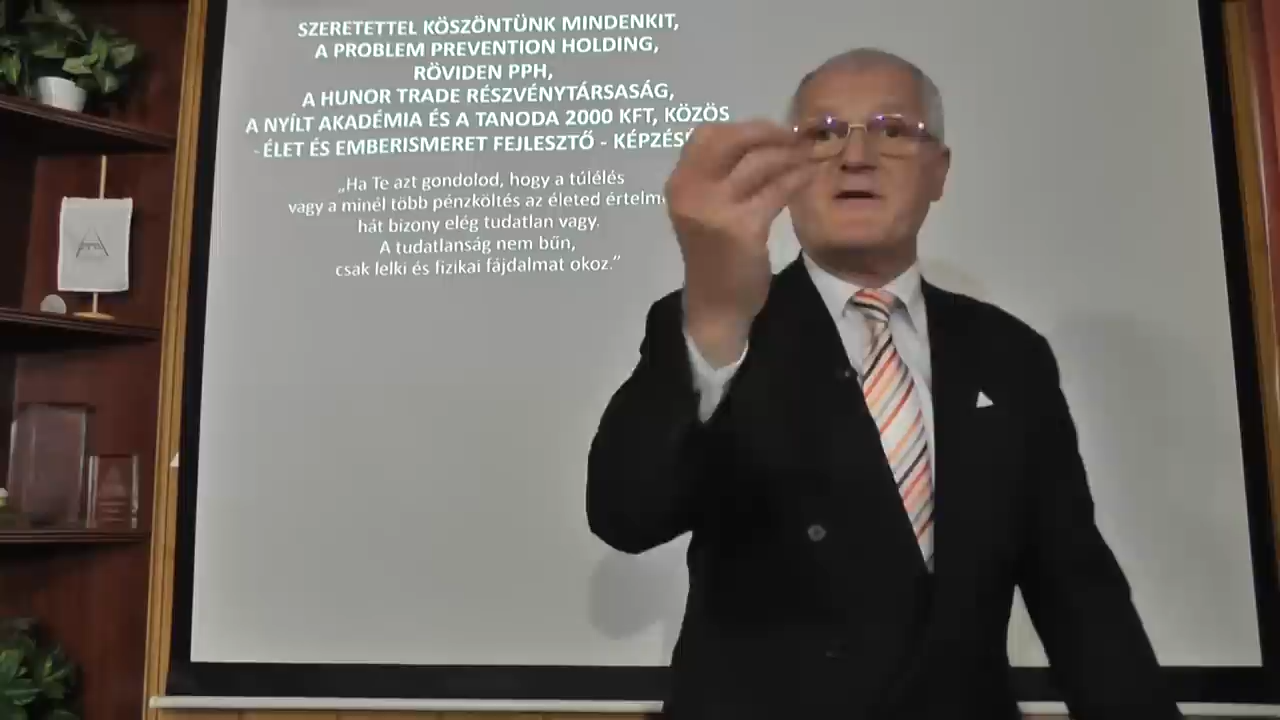 SZERETETTEL KÖSZÖNTÜNK MINDENKIT,
A PROBLEM PREVENTION HOLDING,
RÖVIDEN PPH,
A HUNOR TRADE RÉSZVÉNYTÁRSASÁG,
A NYÍLT AKADÉMIA ÉS A TANODA 2000 KFT, KÖZÖS
- ÉLET ÉS EMBERISMERET FEJLESZTŐ -
„Ha Te azt gondolod, hogy a túlélés
vagy a minél több pénzköltés az életed
hát bizony elég tudatlan vagy.
A tudatlanság nem bűn,
csak lelki és fizikai fájdalmat okoz.”